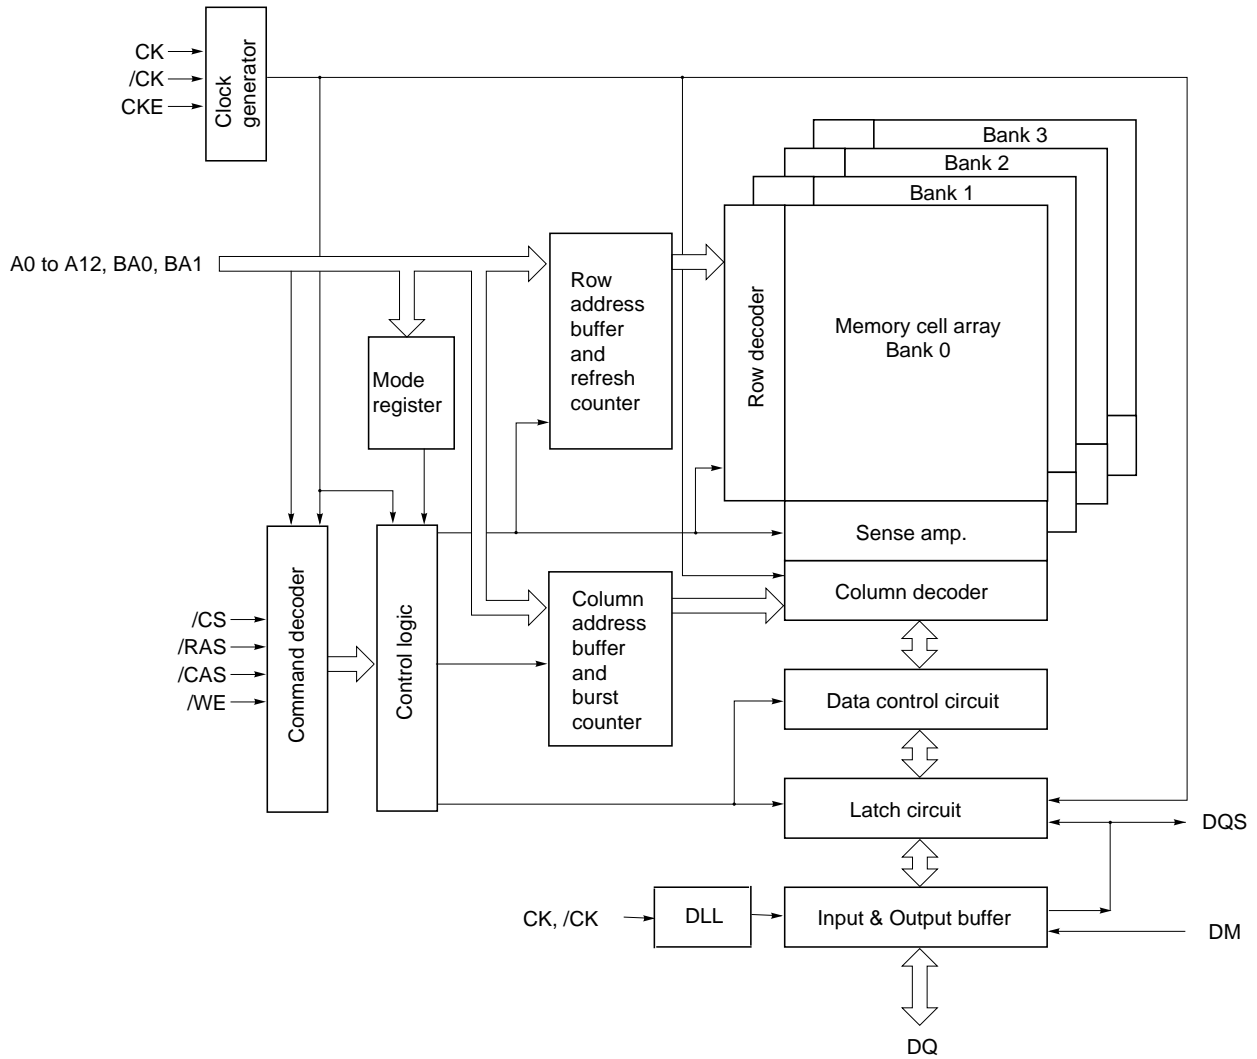 CK
/CK
CKE
Clock
generator
Bank 3
Bank 2
Bank 1
A0 to A12, BA0, BA1
Row
address
buffer
and
refresh
counter
Row decoder
Memory cell array
Bank 0
Mode
register
Sense amp.
Column decoder
/CS
/RAS
/CAS
/WE
Command decoder
Control logic
Column
address
buffer
and
burst
counter
Data control circuit
Latch circuit
DQS
CK, /CK
DLL
Input & Output buffer
DM
DQ